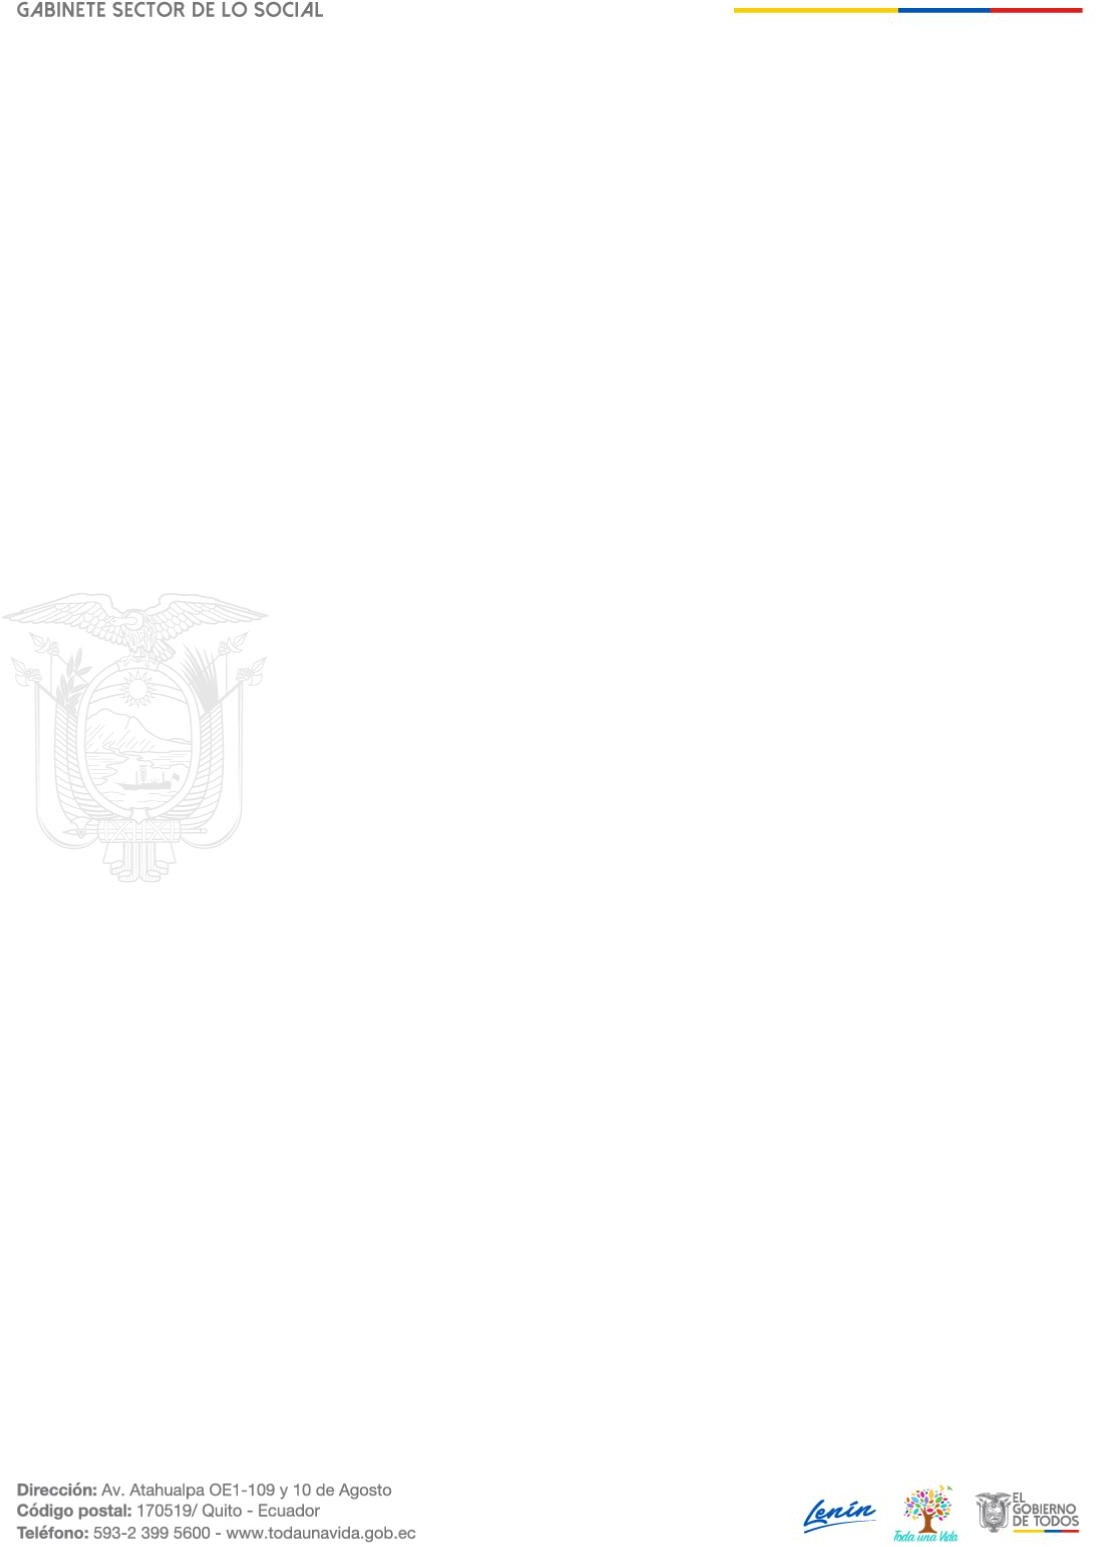 GABINETE SECTOR DE LO SOCIAL
Dirección: Av. Atahualpa OE1-109 y 10 de Agosto
Código postal: 170519/ Quito - Ecuador
Teléfono: 593-2 399 5600 - www.todaunavida.gob.ec
Lenín
Toda una Vida
EL
GOBIERNO
DE TODOS